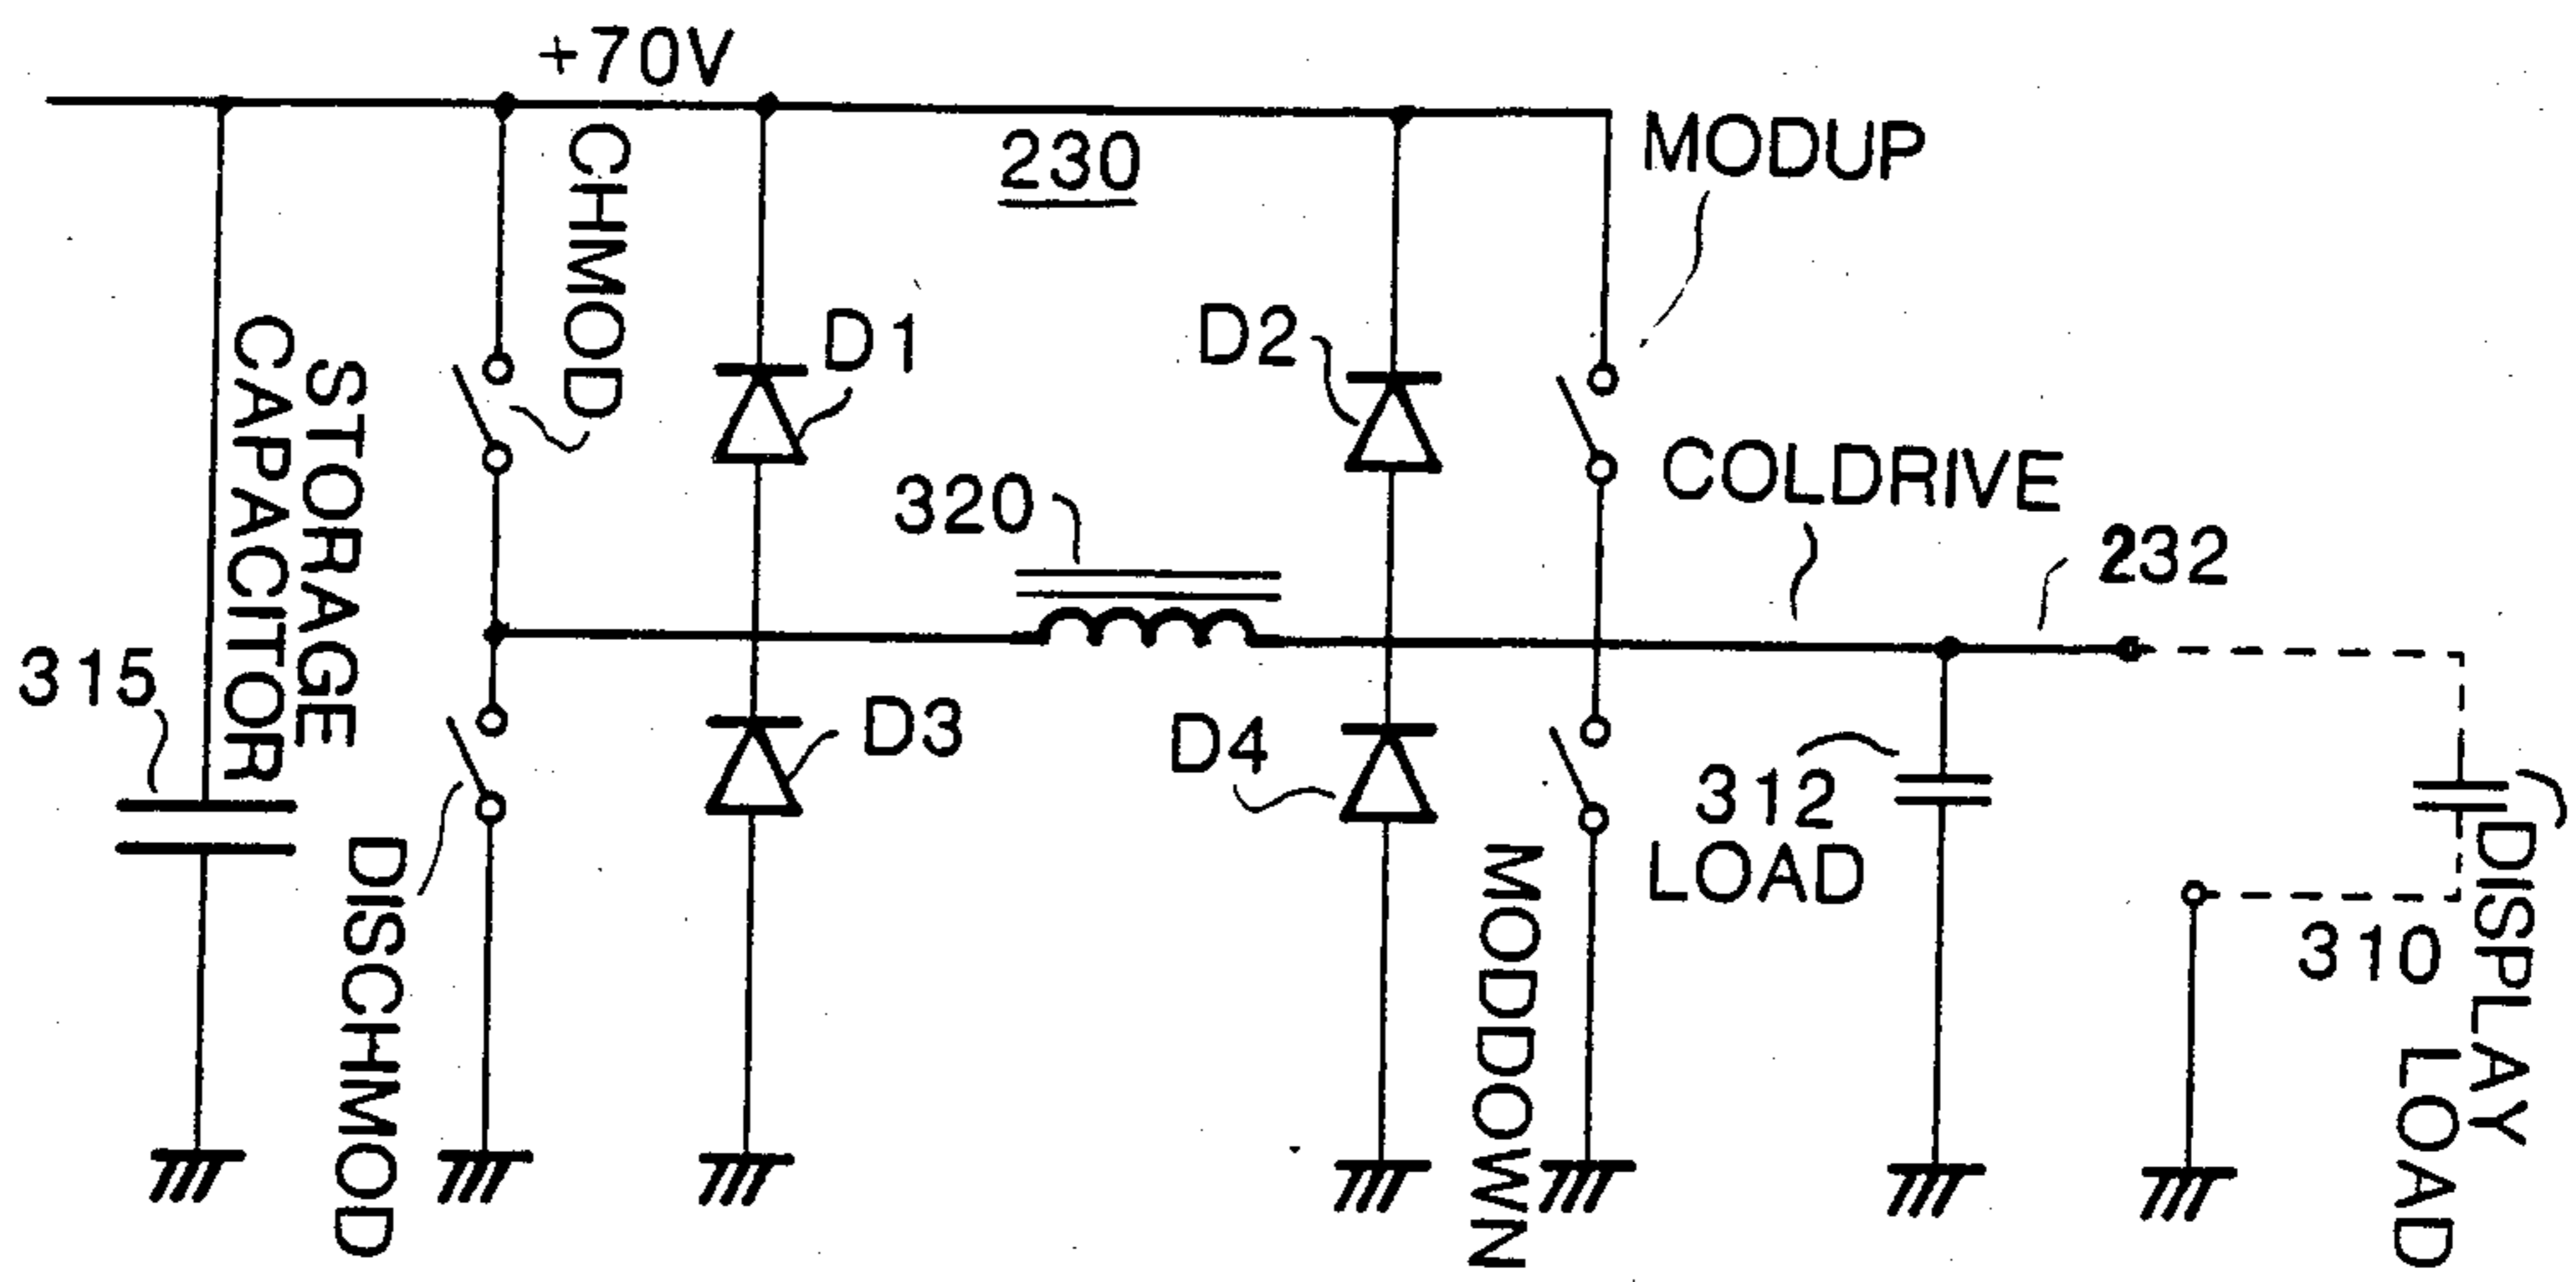 +70V
230
MODUP
CHMOD
D1
D2
STORAGE
CAPACITOR
320
COLDRIVE
232
315
D3
D4
312
LOAD
DISCHMOD
MODDOWN
310
DISPLAY
LOAD